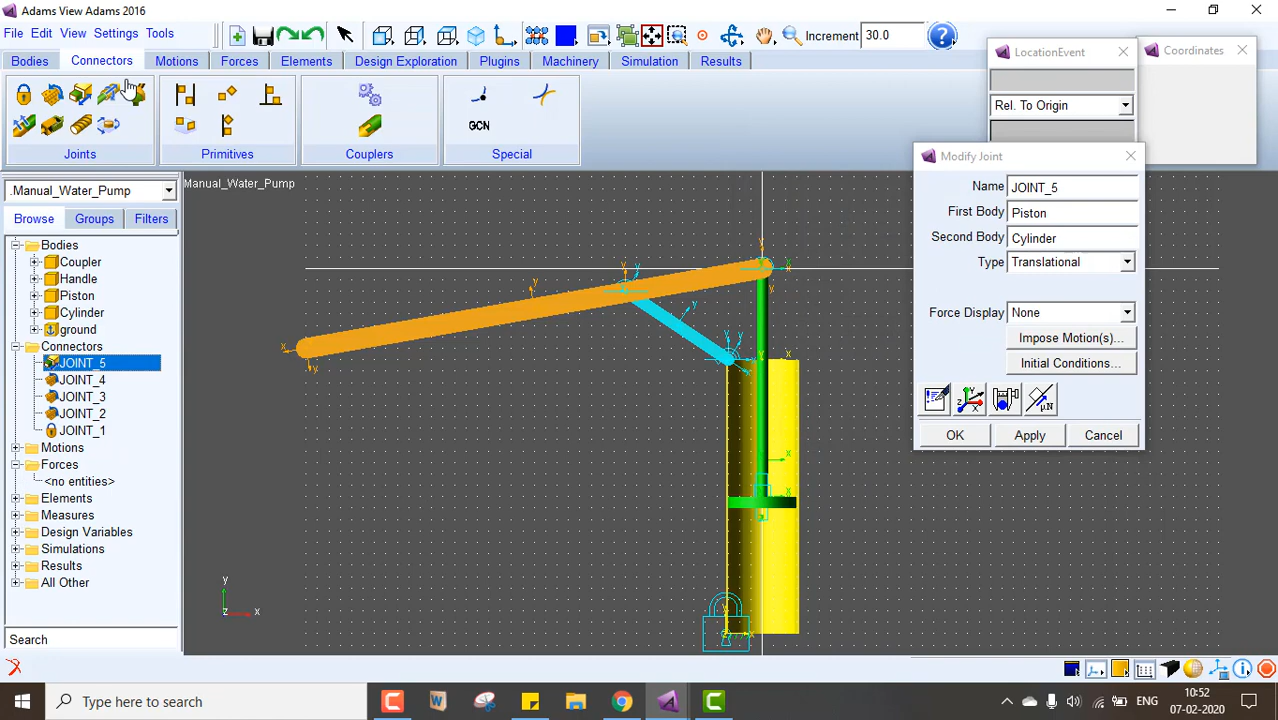 Adams View Adams 2016
File Edit View Settings Tools
Increment 30.0
Bodies Connectors Motions Forces Elements Design Exploration Plugins Machinery Simulation Results
LocationEvent
Coordinates
Rel. To Origin
GCN
Joints Primitives Couplers Special
.Manual_Water_Pump
Manual_Water_Pump
Browse Groups Filters
Bodies
Coupler
Handle
Piston
Cylinder
ground
Connectors
JOINT_5
JOINT_4
JOINT_3
JOINT_2
JOINT_1
Motions
Forces
<no entities>
Elements
Measures
Design Variables
Simulations
Results
All Other
Search
Modify Joint
Name JOINT_5
First Body Piston
Second Body Cylinder
Type Translational
Force Display None
Impose Motion(s)...
Initial Conditions...
OK Apply Cancel
Type here to search
ENG
10:52
07-02-2020